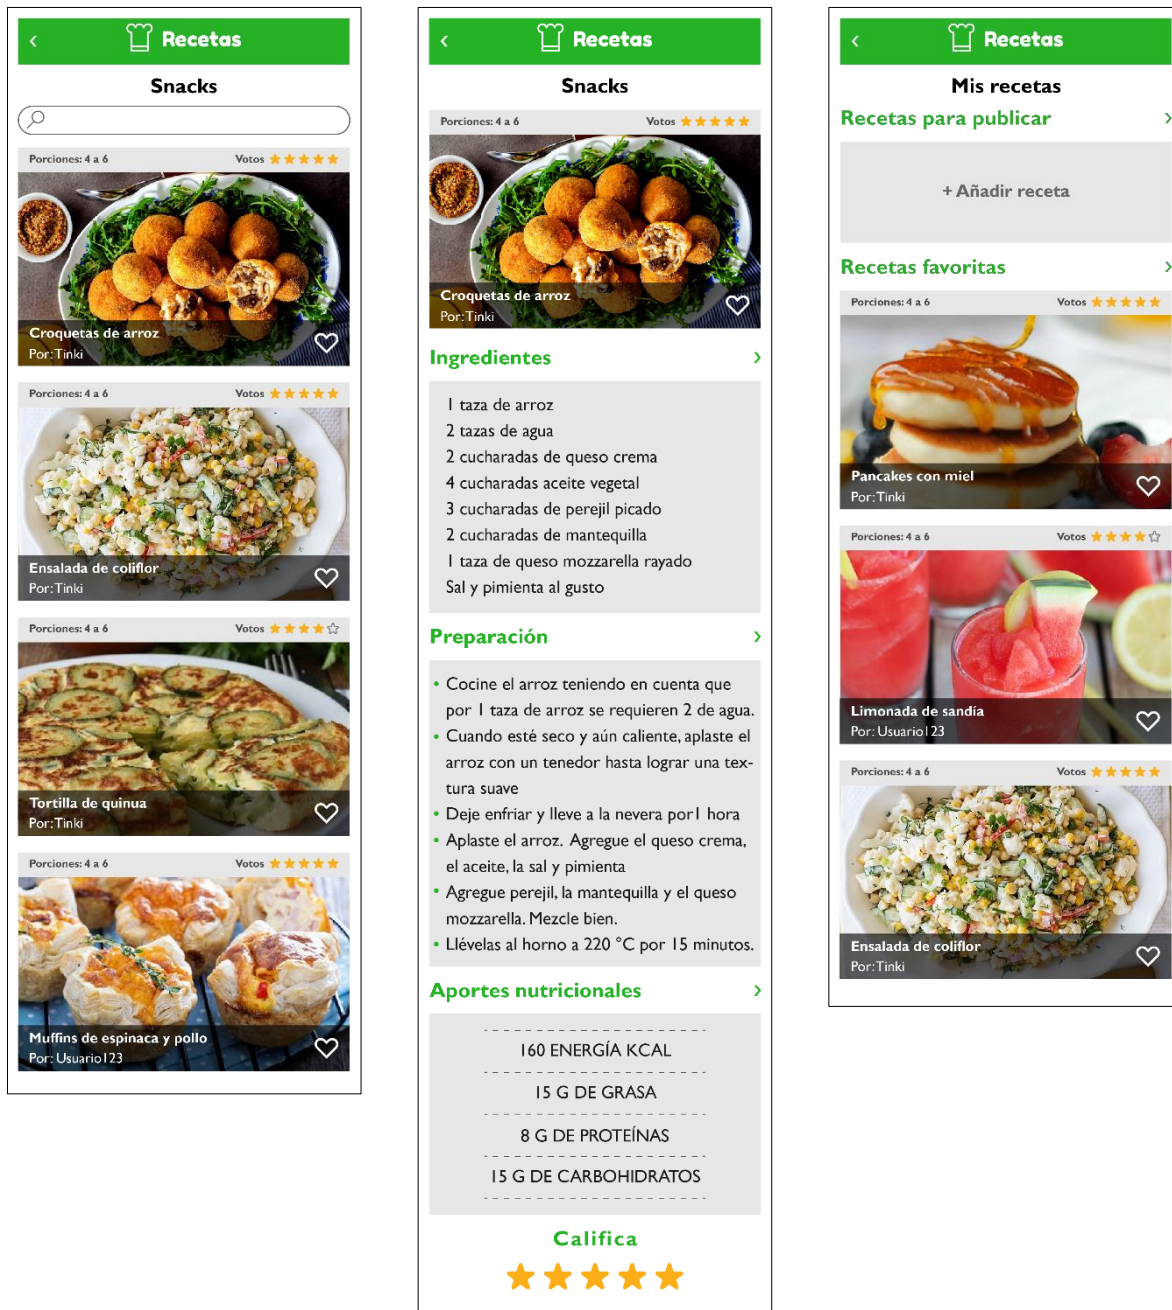 Recetas
Snacks
Porciones: 4 a 6 Votos
Croquetas de arroz
Por: Tinki
Porciones: 4 a 6 Votos
Ensalada de coliflor
Por: Tinki
Porciones: 4 a 6 Votos
Tortilla de quinua
Por: Tinki
Porciones: 4 a 6 Votos
Muffins de espinaca y pollo
Por: Usuario123
Recetas
Snacks
Porciones: 4 a 6 Votos
Croquetas de arroz
Por: Tinki
Ingredientes
1 taza de arroz
2 tazas de agua
2 cucharadas de queso crema
4 cucharadas aceite vegetal
3 cucharadas de perejil picado
2 cucharadas de mantequilla
1 taza de queso mozzarella rayado
Sal y pimienta al gusto
Preparación
• Cocine el arroz teniendo en cuenta que
por 1 taza de arroz se requieren 2 de agua.
• Cuando esté seco y aún caliente, aplaste el
arroz con un tenedor hasta lograr una tex-
tura suave
• Deje enfriar y lleve a la nevera por1 hora
• Aplaste el arroz. Agregue el queso crema,
el aceite, la sal y pimienta
• Agregue perejil, la mantequilla y el queso
mozzarella. Mezcle bien.
• Llévelas al horno a 220 °C por 15 minutos.
Aportes nutricionales
160 ENERGÍA KCAL
15 G DE GRASA
8 G DE PROTEÍNAS
15 G DE CARBOHIDRATOS
Califica
Recetas
Mis recetas
Recetas para publicar
+ Añadir receta
Recetas favoritas
Porciones: 4 a 6 Votos
Pancakes con miel
Por: Tinki
Porciones: 4 a 6 Votos
Limonada de sandía
Por: Usuario123
Porciones: 4 a 6 Votos
Ensalada de coliflor
Por: Tinki